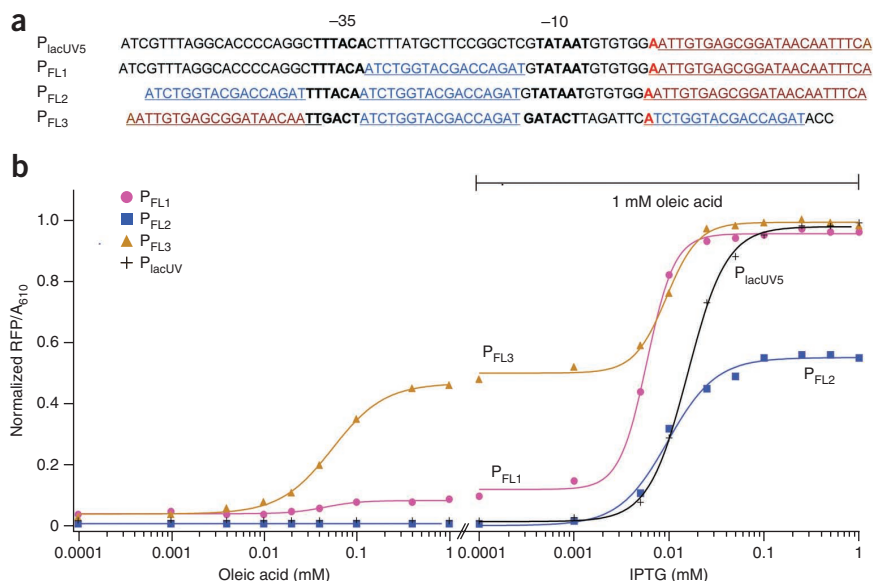 a
−35 −10
PlacUV5 ATCGTTTAGGCACCCCAGGCTTTACACTTTATGCTTCCGGCTCGTATAATGTGTGGAATTGTGAGCGGATAACAATTTCA
PFL1 ATCGTTTAGGCACCCCAGGCTTTACAATCTGGTACGACCAGATGTATAATGTGTGGAATTGTGAGCGGATAACAATTTCA
PFL2 ATCTGGTACGACCAGATTTTACAATCTGGTACGACCAGATGTATAATGTGTGGAATTGTGAGCGGATAACAATTTCA
PFL3 AATTGTGAGCGGATAACAATTGACTATCTGGTACGACCAGATGATACTTAGATTCATCTGGTACGACCAGATACC
b
PFL1
PFL2
PFL3
PlacUV
1 mM oleic acid
PlacUV5
PFL3
PFL2
PFL1
Normalized RFP/A610
1.0
0.8
0.6
0.4
0.2
0
0.0001 0.001 0.01 0.1 1 0.0001 0.001 0.01 0.1 1
Oleic acid (mM) IPTG (mM)